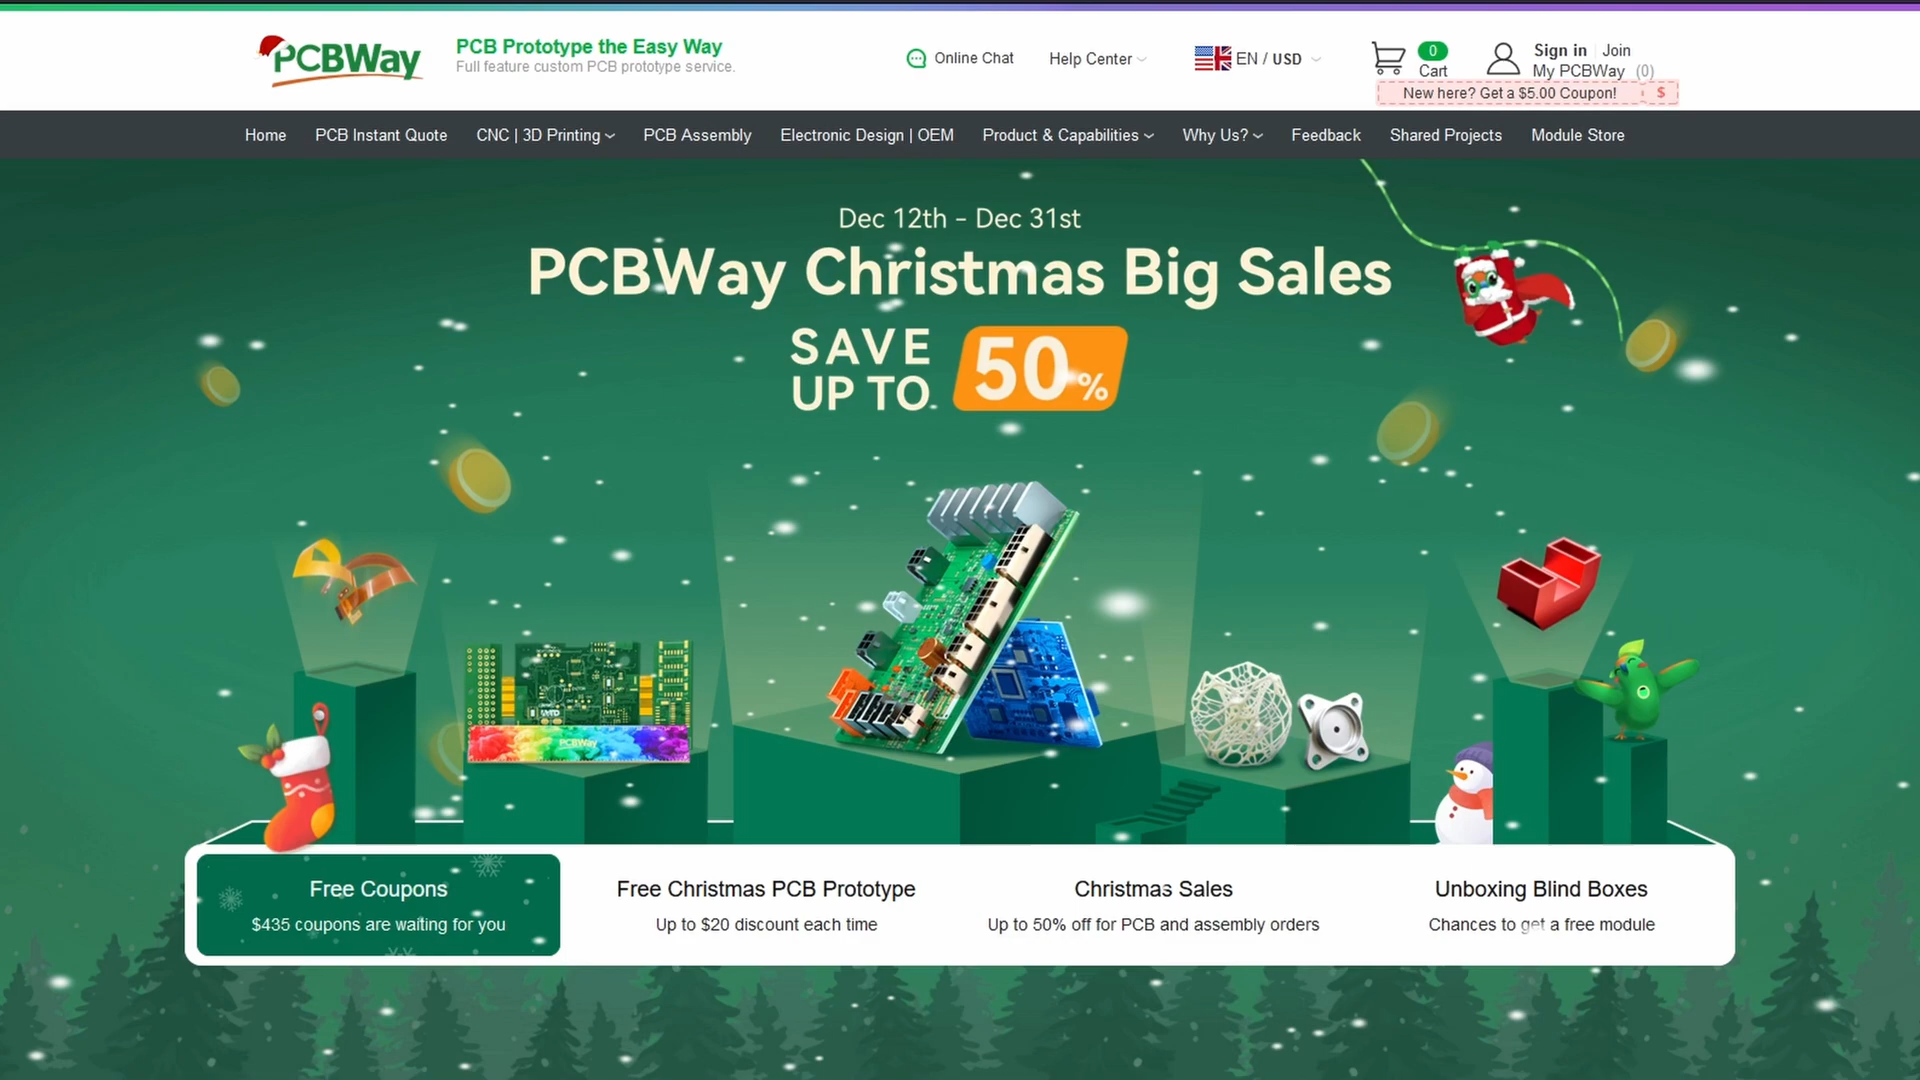 PCBWay
PCB Prototype the Easy Way
Full feature custom PCB prototype service.
Online Chat
Help Center
EN / USD
0
Cart
Sign in
Join
My PCBWay (0)
New here? Get a $5.00 Coupon! $
Home
PCB Instant Quote
CNC | 3D Printing
PCB Assembly
Electronic Design | OEM
Product & Capabilities
Why Us?
Feedback
Shared Projects
Module Store
Dec 12th - Dec 31st
PCBWay Christmas Big Sales
SAVE
UP TO
50%
PCBWay
Free Coupons
$435 coupons are waiting for you
Free Christmas PCB Prototype
Up to $20 discount each time
Christmas Sales
Up to 50% off for PCB and assembly orders
Unboxing Blind Boxes
Chances to get a free module